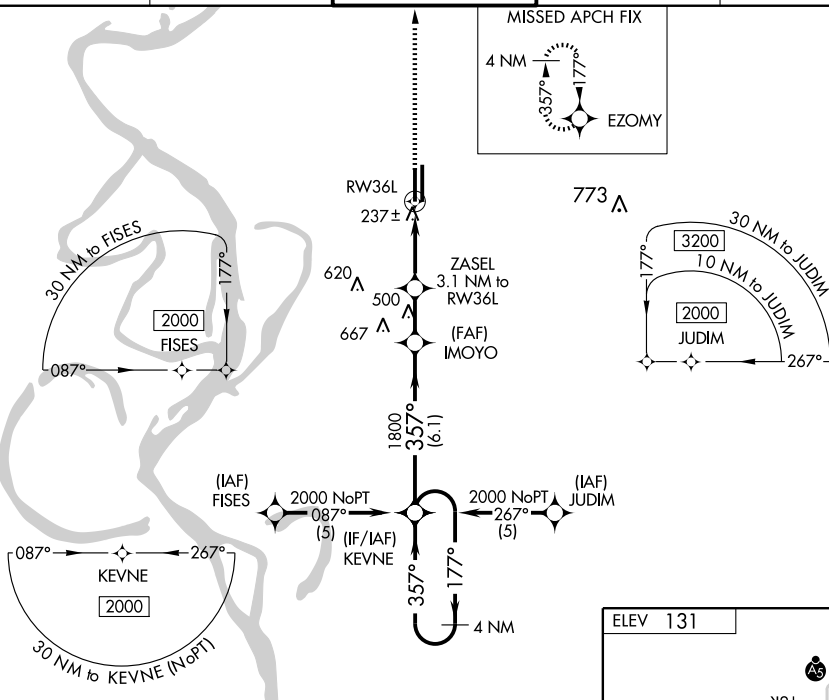 MISSED APCH FIX
4 NM
357°
177°
EZOMY
RW36L
237±
773
30 NM to FISES
177°
2000
FISES
087°
620
500
667
ZASEL
3.1 NM to
RW36L
(FAF)
IMOYO
30 NM to JUDIM
3200
10 NM to JUDIM
177°
2000
JUDIM
267°
1800
357°
(6.1)
(IAF)
FISES
2000 NoPT
087°
(5)
(IF/IAF)
KEVNE
2000 NoPT
267°
(5)
(IAF)
JUDIM
357°
177°
4 NM
087°
267°
KEVNE
2000
30 NM to KEVNE (NoPT)
ELEV 131
A5